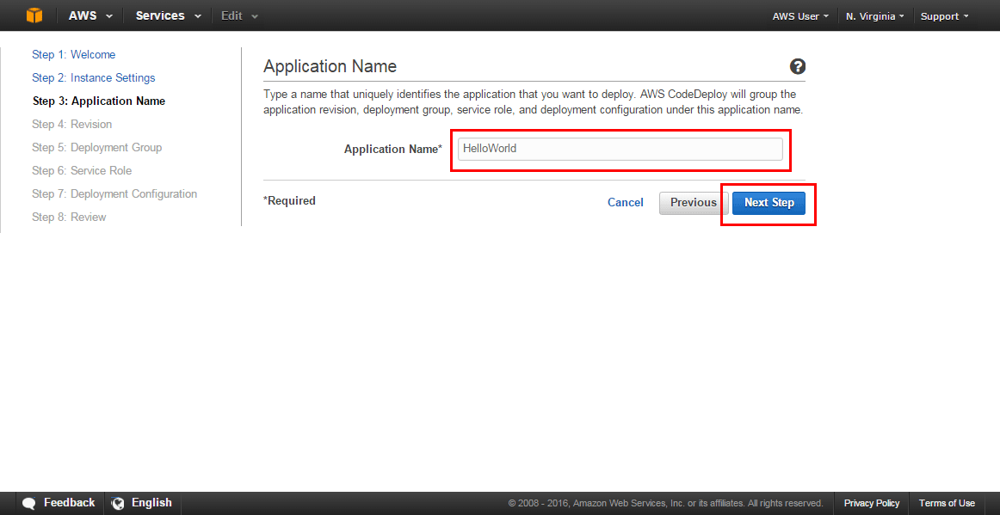 AWS Services Edit AWS User N. Virginia Support
Step 1: Welcome
Step 2: Instance Settings
Step 3: Application Name
Step 4: Revision
Step 5: Deployment Group
Step 6: Service Role
Step 7: Deployment Configuration
Step 8: Review
Application Name ?
Type a name that uniquely identifies the application that you want to deploy. AWS CodeDeploy will group the
application revision, deployment group, service role, and deployment configuration under this application name.
Application Name* HelloWorld
*Required Cancel Previous Next Step
Feedback English © 2008 - 2016, Amazon Web Services, Inc. or its affiliates. All rights reserved. Privacy Policy Terms of Use